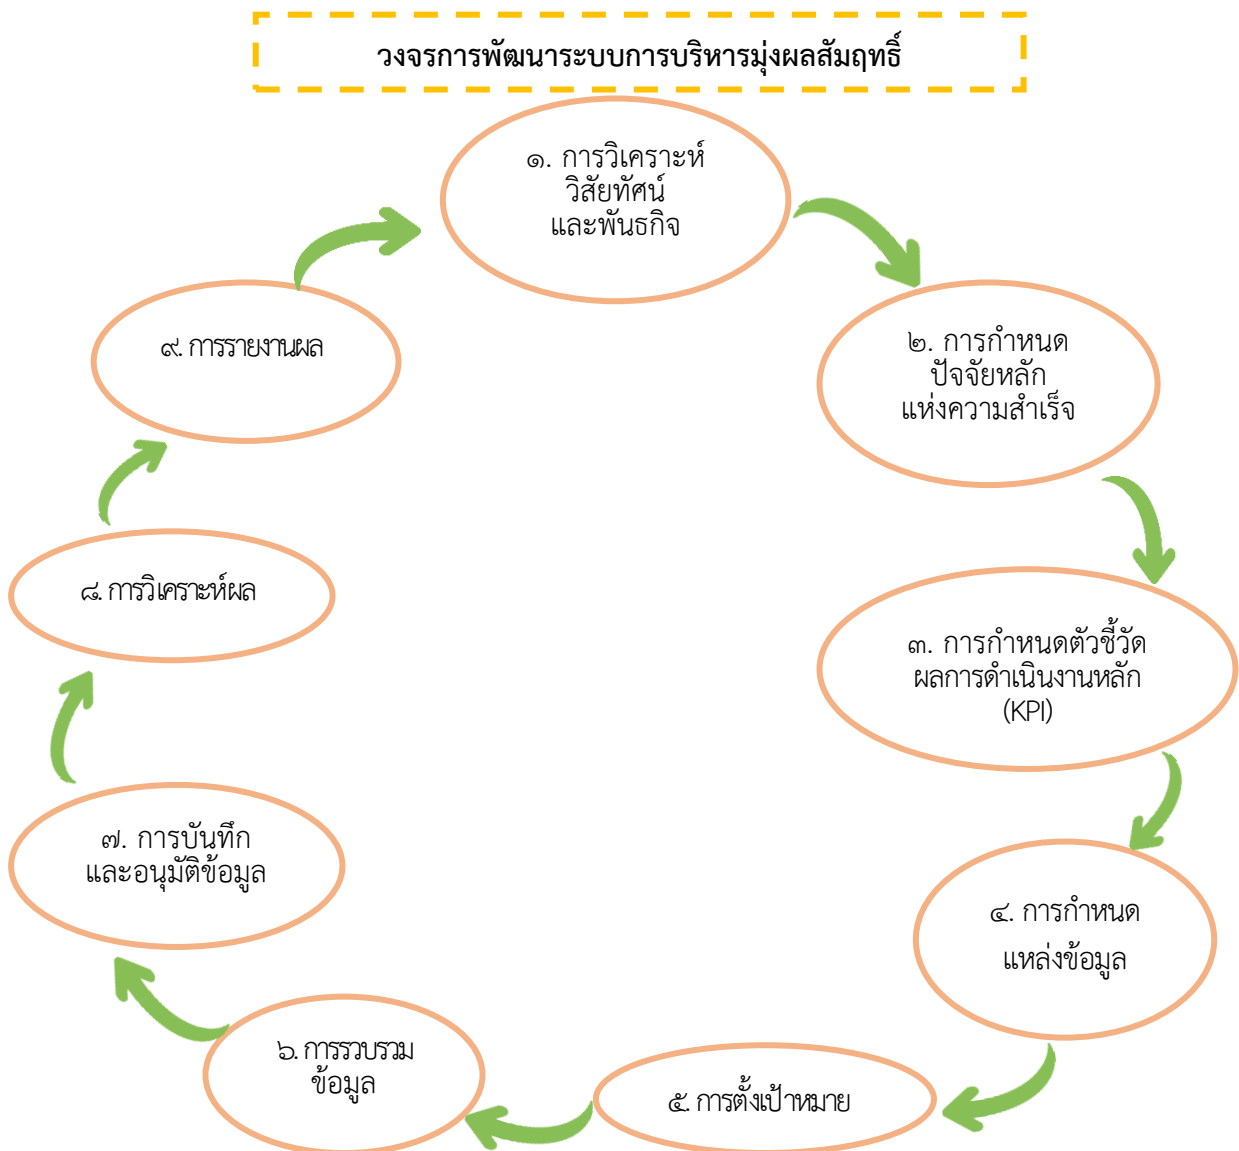 วงจรการพัฒนาระบบการบริหารมุ่งผลสัมฤทธิ์
๑. การวิเคราะห์
วิสัยทัศน์
และพันธกิจ
๒. การกำหนด
ปัจจัยหลัก
แห่งความสำเร็จ
๓. การกำหนดตัวชี้วัด
ผลการดำเนินงานหลัก
(KPI)
๔. การกำหนด
แหล่งข้อมูล
๕. การตั้งเป้าหมาย
๖. การรวบรวม
ข้อมูล
๗. การบันทึก
และอนุมัติข้อมูล
๘. การวิเคราะห์ผล
๙. การรายงานผล